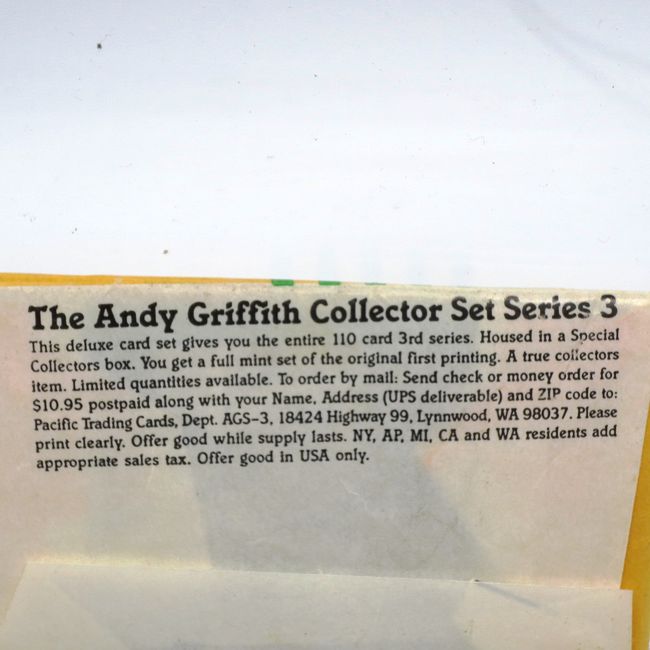 The Andy Griffith Collector Set Series 3
This deluxe card set gives you the entire 110 card 3rd series. Housed in a Special
Collectors box. You get a full mint set of the original first printing. A true collectors
item. Limited quantities available. To order by mail: Send check or money order for
$10.95 postpaid along with your Name, Address (UPS deliverable) and ZIP code to:
Pacific Trading Cards, Dept. AGS-3, 18424 Highway 99, Lynnwood, WA 98037. Please
print clearly. Offer good while supply lasts. NY, AP, MI, CA and WA residents add
appropriate sales tax. Offer good in USA only.